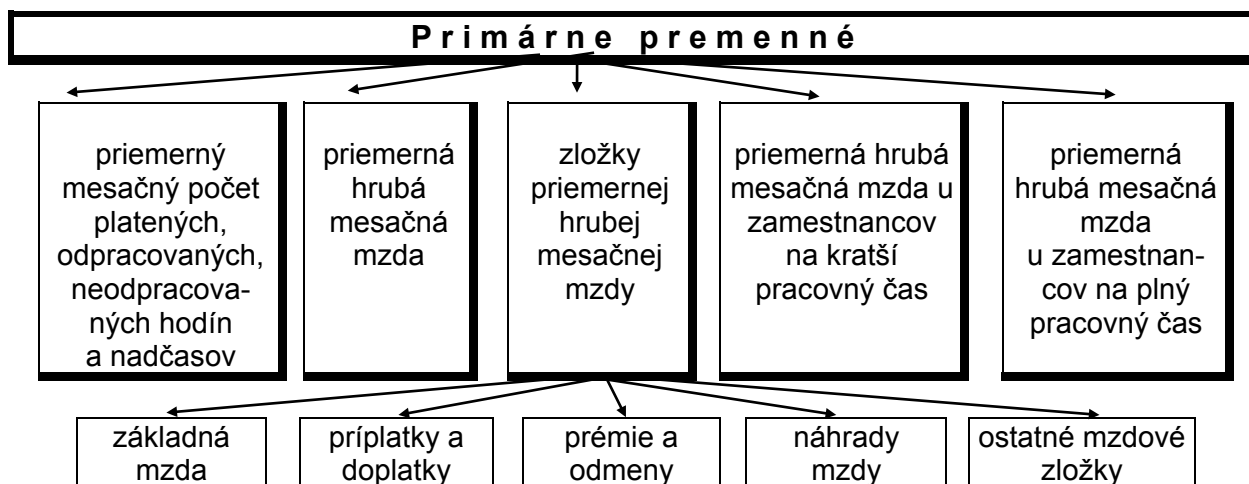 Primárne premenné
priemerný
mesačný počet
platených,
odpracovaných,
neodpracova-
ných hodín
a nadčasov
priemerná
hrubá
mesačná
mzda
zložky
priemernej
hrubej
mesačnej
mzdy
priemerná hrubá
mesačná mzda u
zamestnancov
na kratší
pracovný čas
priemerná
hrubá mesačná
mzda
u zamestnan-
cov na plný
pracovný čas
základná
mzda
príplatky a
doplatky
prémie a
odmeny
náhrady
mzdy
ostatné mzdové
zložky